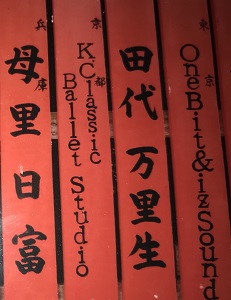 東京
OneBit&izSound
田代 万里生
京都
K Classic Ballet Studio
兵庫
母里日富